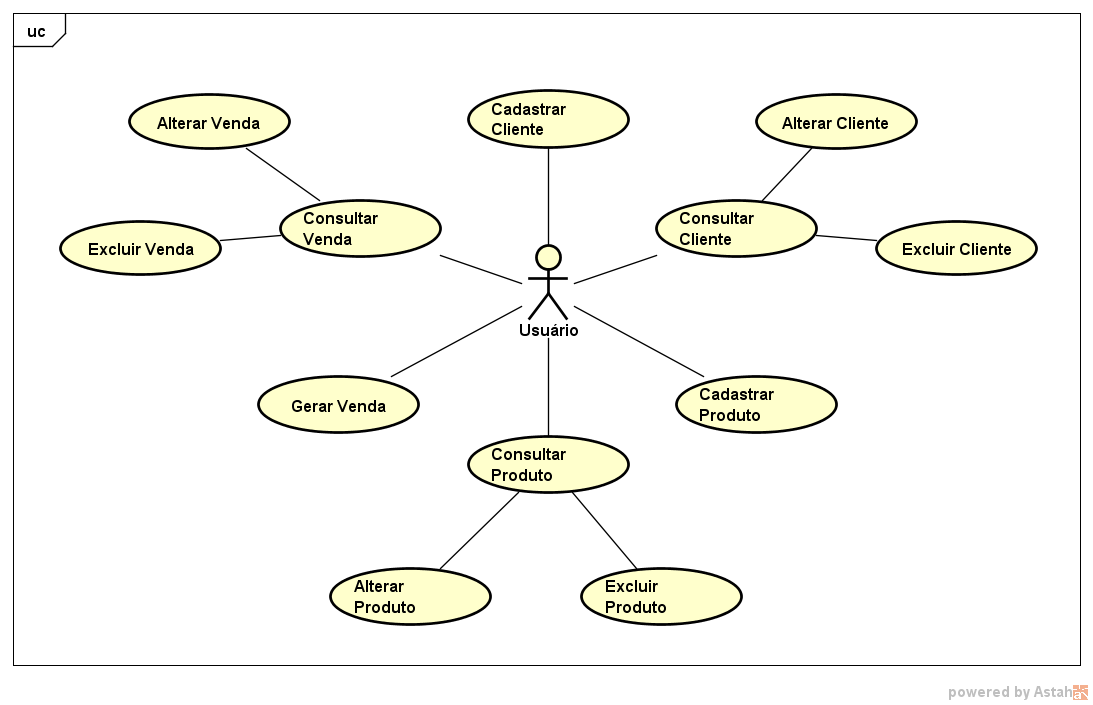 uc
Alterar Venda
Cadastrar
Cliente
Alterar Cliente
Consultar
Venda
Consultar
Cliente
Excluir Venda
Excluir Cliente
Usuário
Gerar Venda
Cadastrar
Produto
Consultar
Produto
Alterar
Produto
Excluir
Produto
powered by Astah